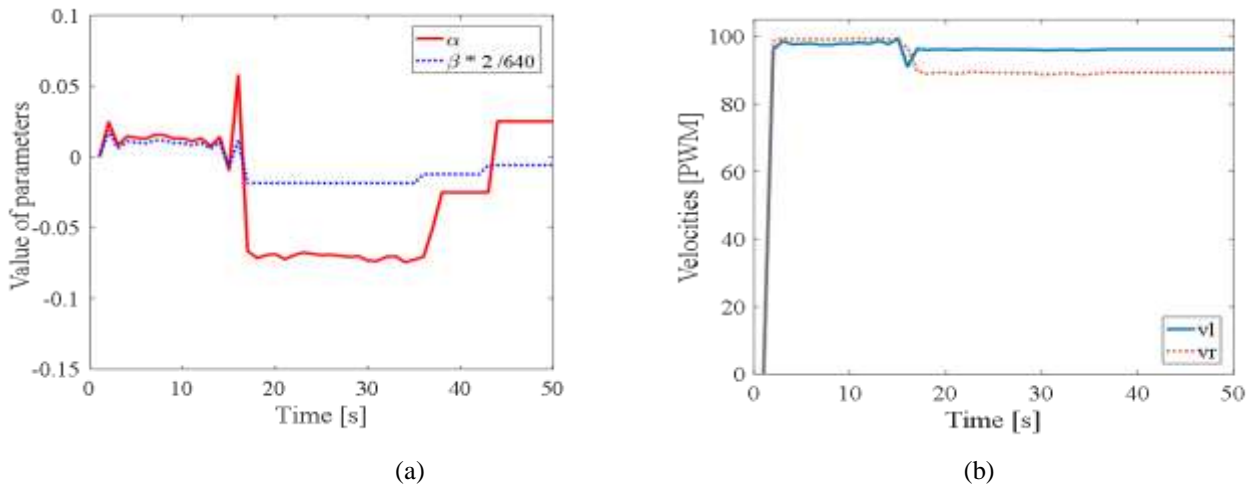 0.1
0.05
0
-0.05
-0.1
-0.15
Value of parameters
α
β * 2 /640
0 10 20 30 40 50
Time [s]
(a)
100
80
60
40
20
0
Velocities [PWM]
vl
vr
0 10 20 30 40 50
Time [s]
(b)